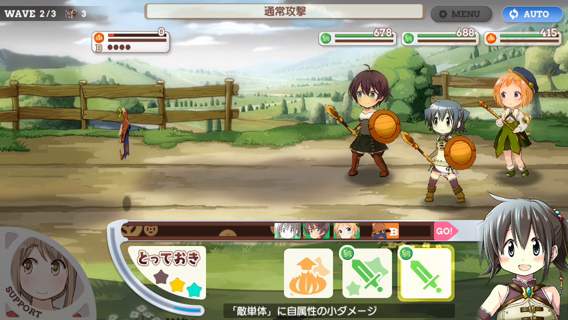 WAVE 2/3 3
通常攻撃
MENU
AUTO
0
B
678
688
415
B
GO!
とっておき
SUPPORT
「敵単体」に自属性の小ダメージ